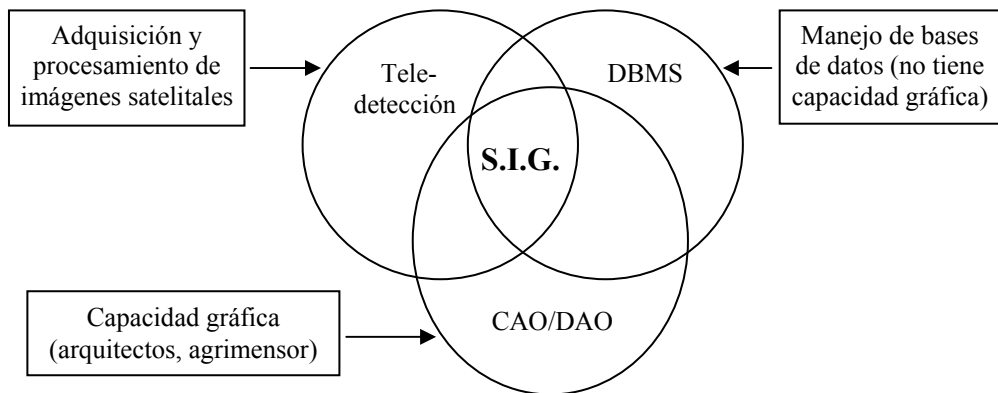 Adquisición y
procesamiento de
imágenes satelitales
Tele-
detección
DBMS
Manejo de bases
de datos (no tiene
capacidad gráfica)
S.I.G.
Capacidad gráfica
(arquitectos, agrimensor)
CAO/DAO